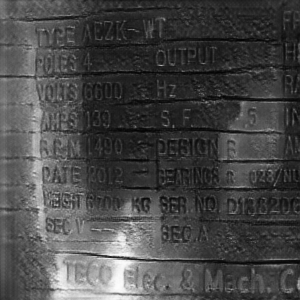 TYPE AEZK-WT
POLES 4 OUTPUT
VOLTS 6600 Hz
AMPS 139 S.F. .5
R.P.M 1490 DESIGN B
DATE 2012 BEARINGS
WEIGHT 6700 KG SER.NO.
SEC V SEC.A
TECO Elec. & Mach. Co